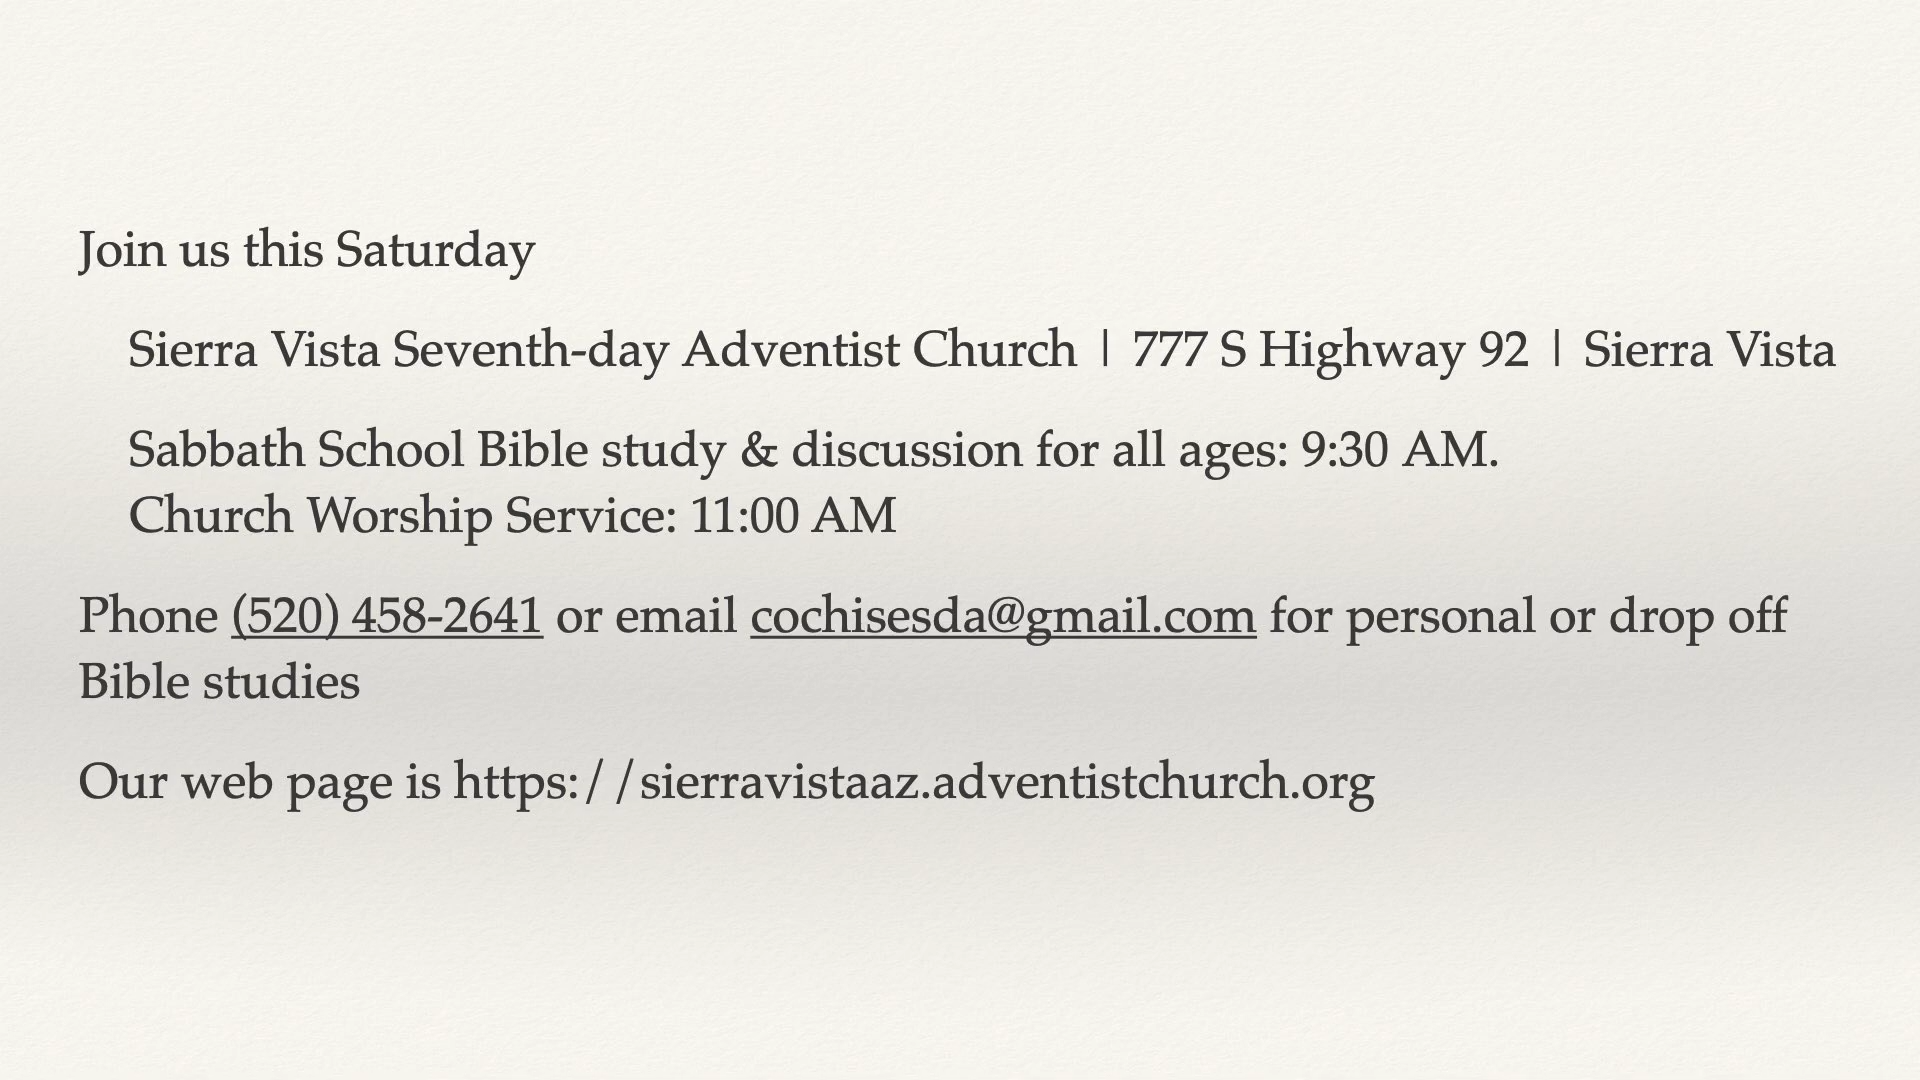 Join us this Saturday
Sierra Vista Seventh-day Adventist Church | 777 S Highway 92 | Sierra Vista
Sabbath School Bible study & discussion for all ages: 9:30 AM.
Church Worship Service: 11:00 AM
Phone (520) 458-2641 or email cochisesda@gmail.com for personal or drop off
Bible studies
Our web page is https://sierravistaaz.adventistchurch.org